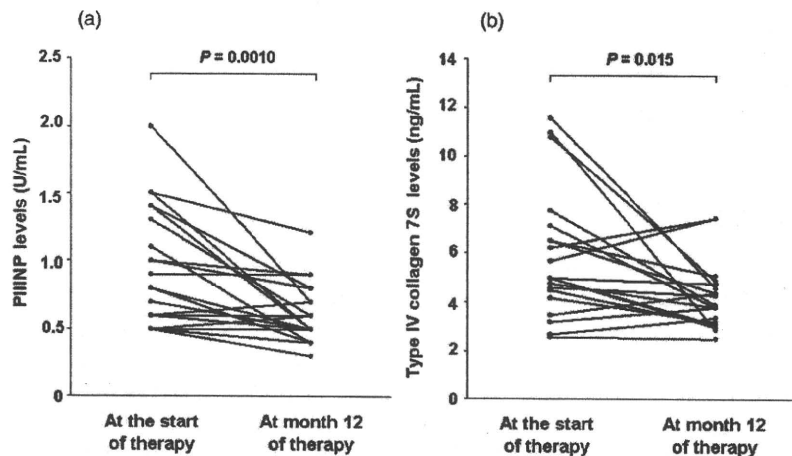 (a)
P = 0.0010
PIIINP levels (U/mL)
2.5
2.0
1.5
1.0
0.5
0
At the start
of therapy
At month 12
of therapy
(b)
P = 0.015
Type IV collagen 7S levels (ng/mL)
14
12
10
8
6
4
2
0
At the start
of therapy
At month 12
of therapy